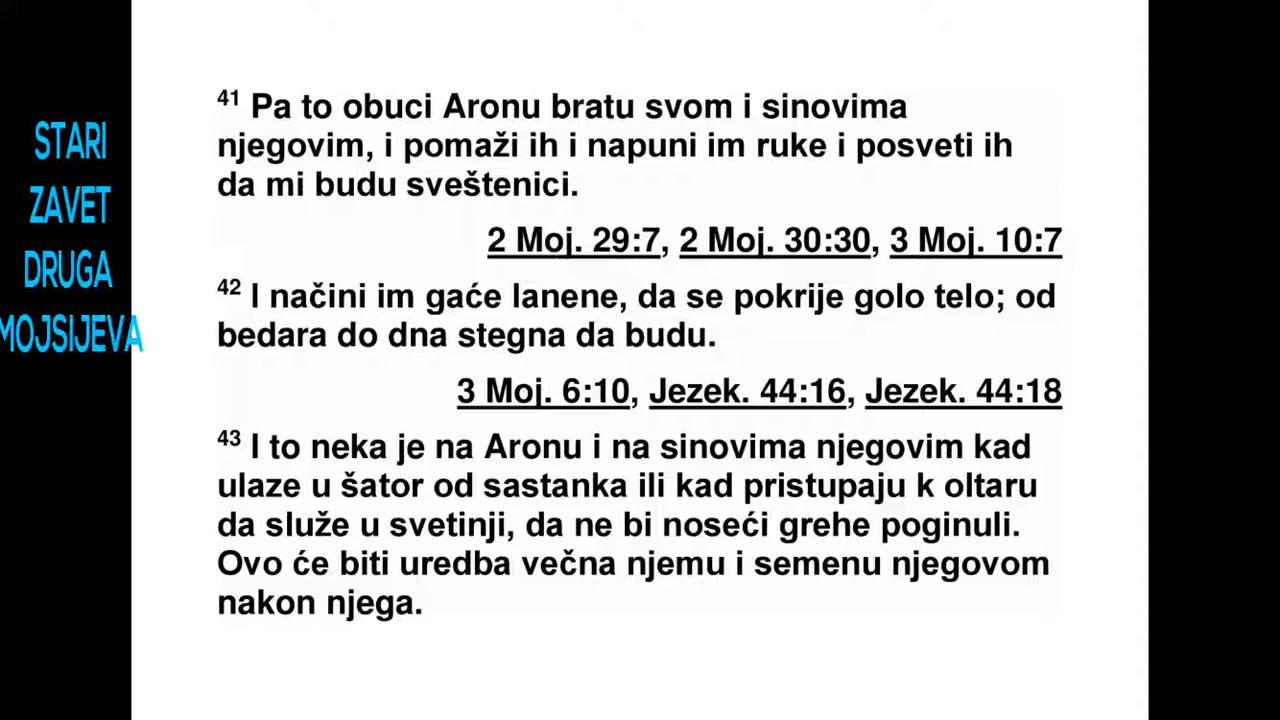 STARI
ZAVET
DRUGA
MOJSIJEVA
41 Pa to obuci Aronu bratu svom i sinovima
njegovim, i pomaži ih i napuni im ruke i posveti ih
da mi budu sveštenici.
2 Moj. 29:7, 2 Moj. 30:30, 3 Moj. 10:7
42 I načini im gaće lanene, da se pokrije golo telo; od
bedara do dna stegna da budu.
3 Moj. 6:10, Jezek. 44:16, Jezek. 44:18
43 I to neka je na Aronu i na sinovima njegovim kad
ulaze u šator od sastanka ili kad pristupaju k oltaru
da služe u svetinji, da ne bi noseći grehe poginuli.
Ovo će biti uredba večna njemu i semenu njegovom
nakon njega.